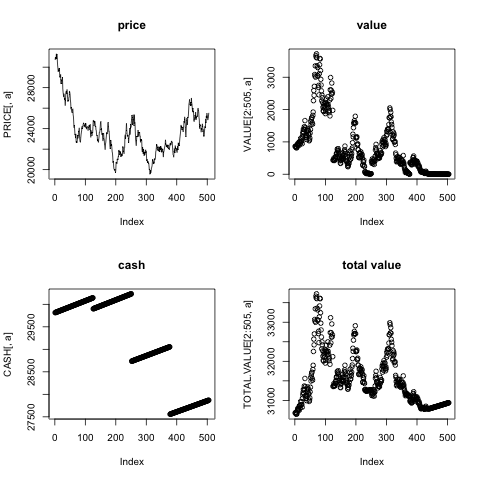 price
PRICE[, a]
20000 24000 28000
0 100 200 300 400 500
Index
value
VALUE[2:505, a]
0 1000 2000 3000
0 100 200 300 400 500
Index
cash
CASH[, a]
27500 28500 29500
0 100 200 300 400 500
Index
total value
TOTAL.VALUE[2:505, a]
31000 32000 33000
0 100 200 300 400 500
Index